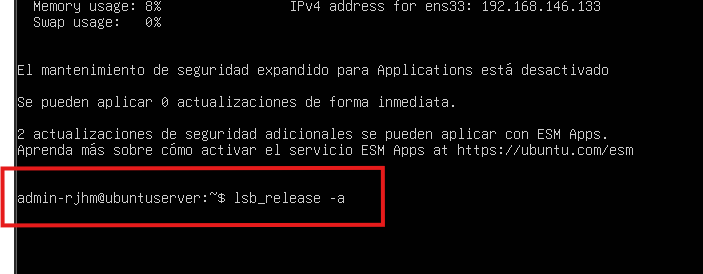 Memory usage: 8% IPv4 address for ens33: 192.168.146.133
Swap usage: 0%
El mantenimiento de seguridad expandido para Applications está desactivado
Se pueden aplicar 0 actualizaciones de forma inmediata.
2 actualizaciones de seguridad adicionales se pueden aplicar con ESM Apps.
Aprenda más sobre cómo activar el servicio ESM Apps at https://ubuntu.com/esm
admin-rjhm@ubuntuserver:~$ lsb_release -a